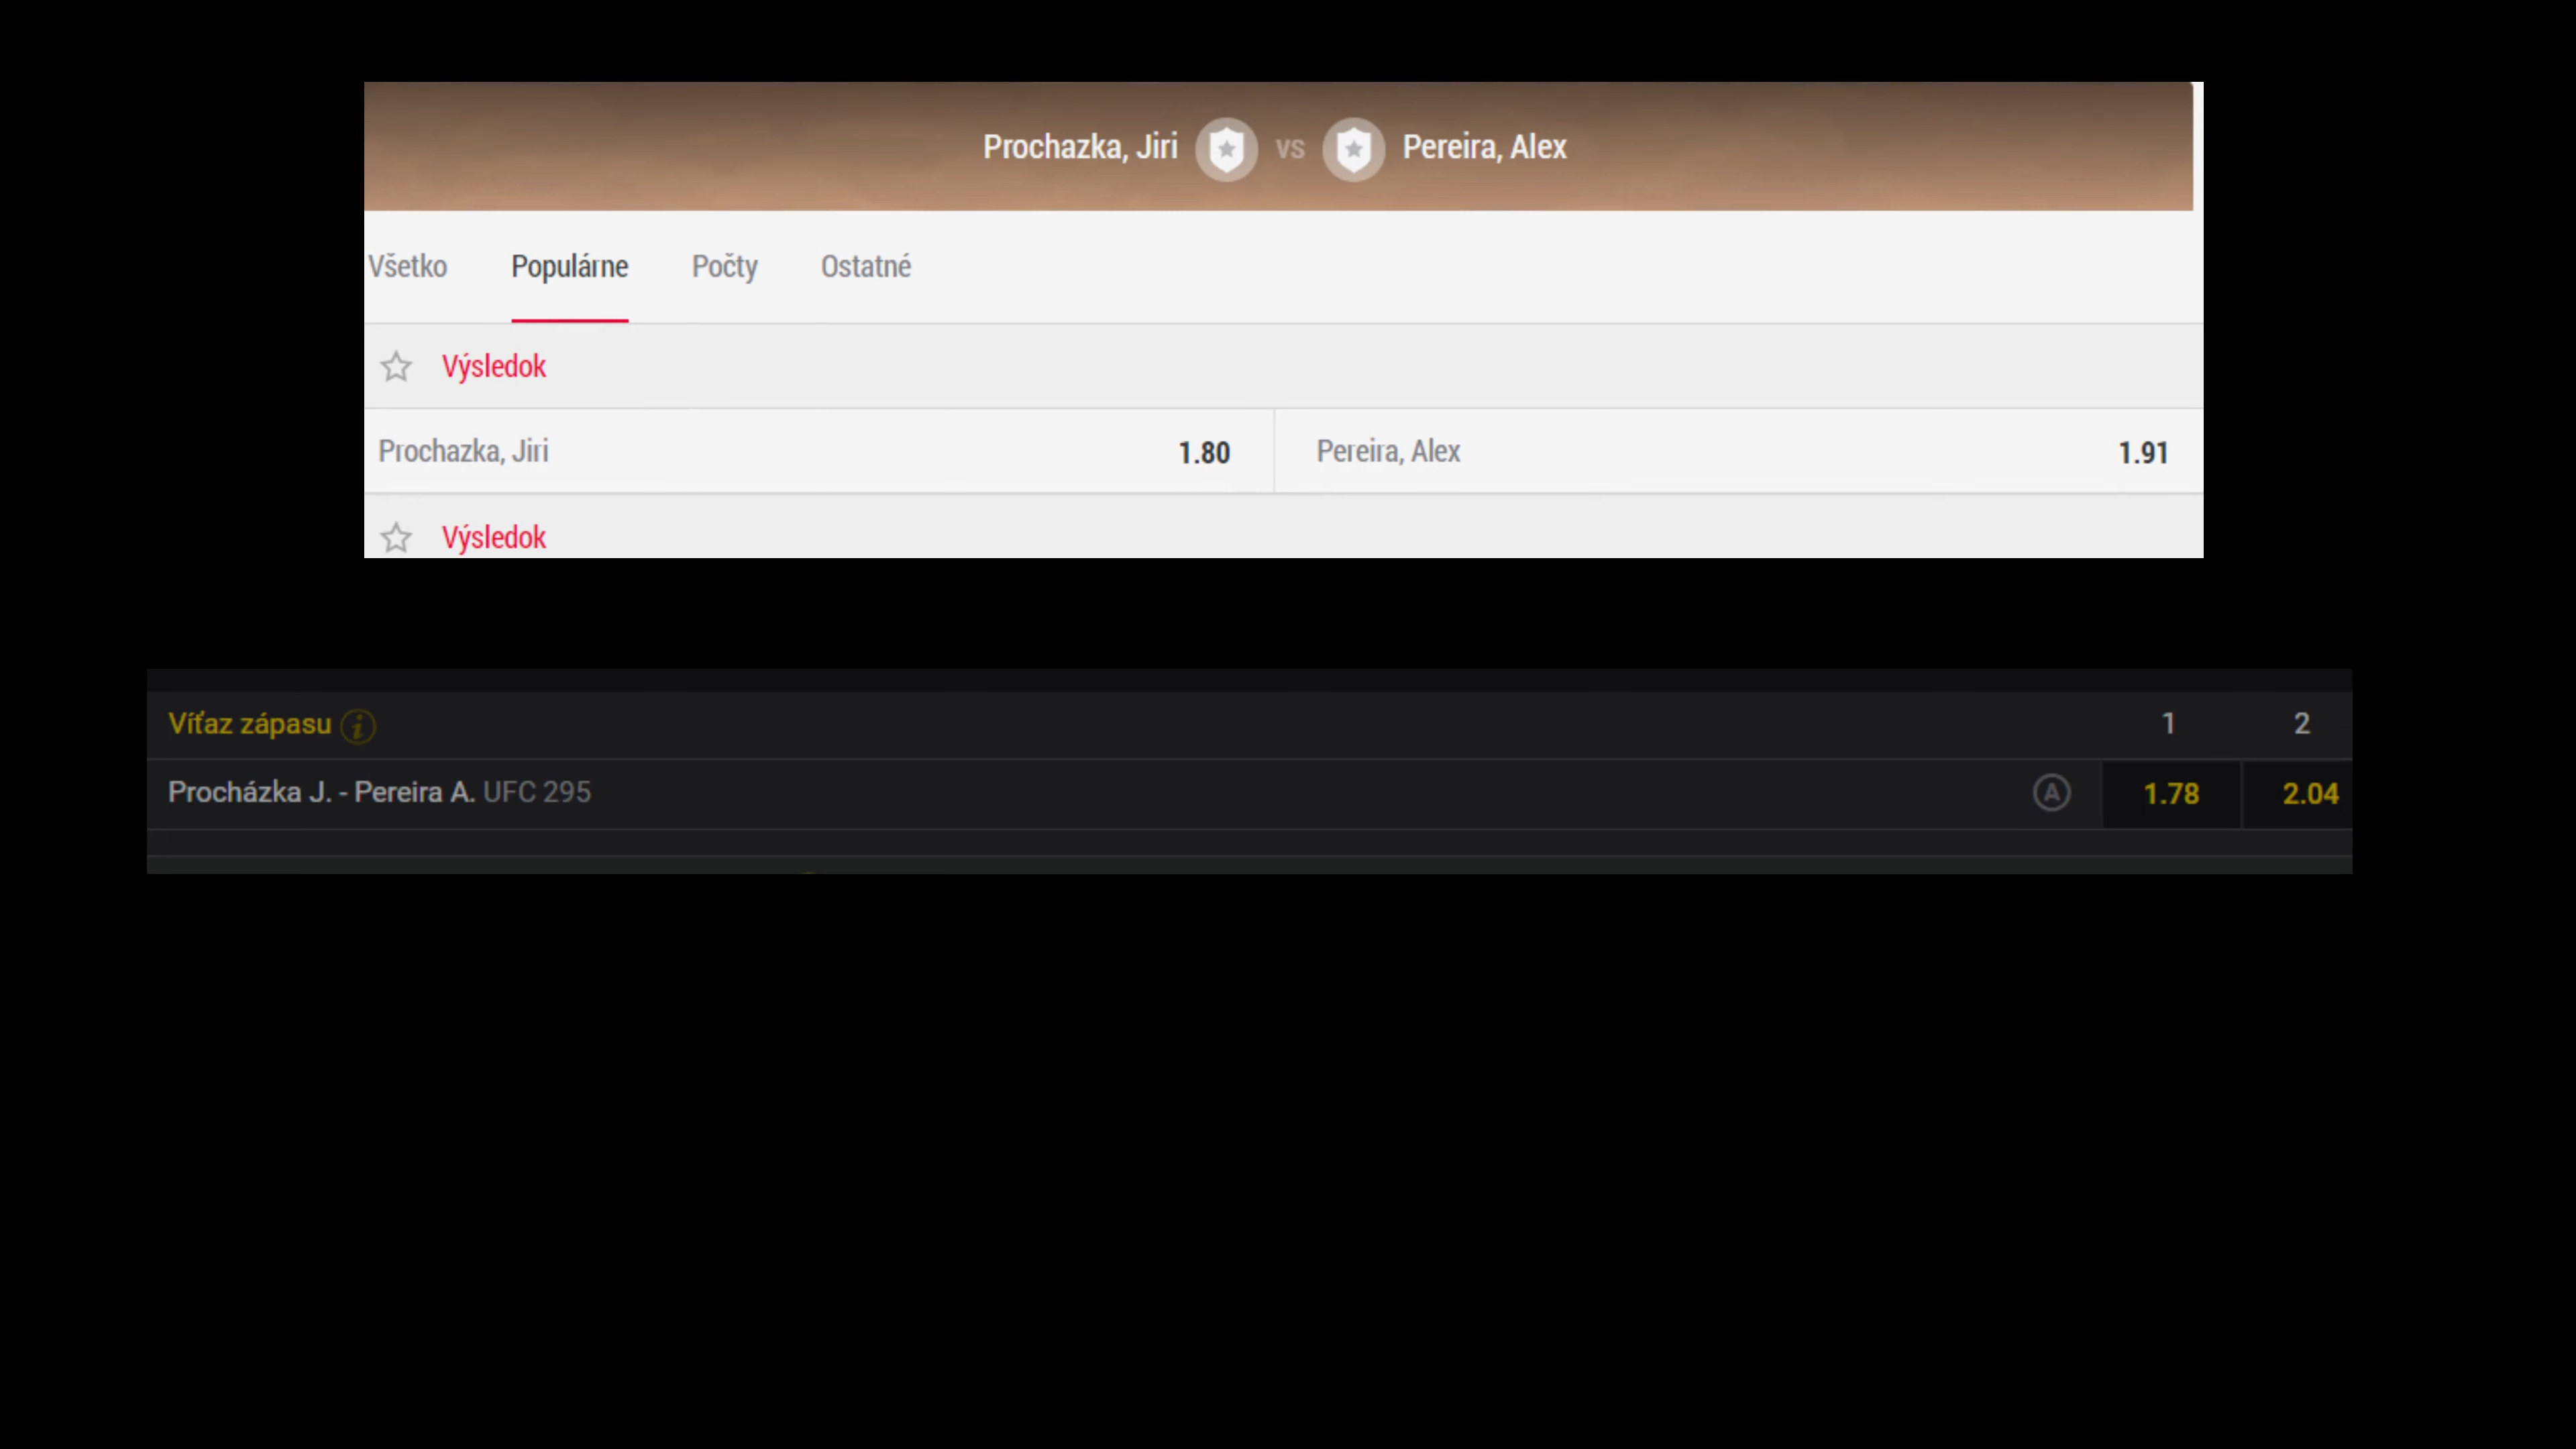 Prochazka, Jiri vs Pereira, Alex
Všetko Populárne Počty Ostatné
Výsledok
Prochazka, Jiri 1.80 Pereira, Alex 1.91
Výsledok
Víťaz zápasu i 1 2
Procházka J. - Pereira A. UFC 295 A 1.78 2.04